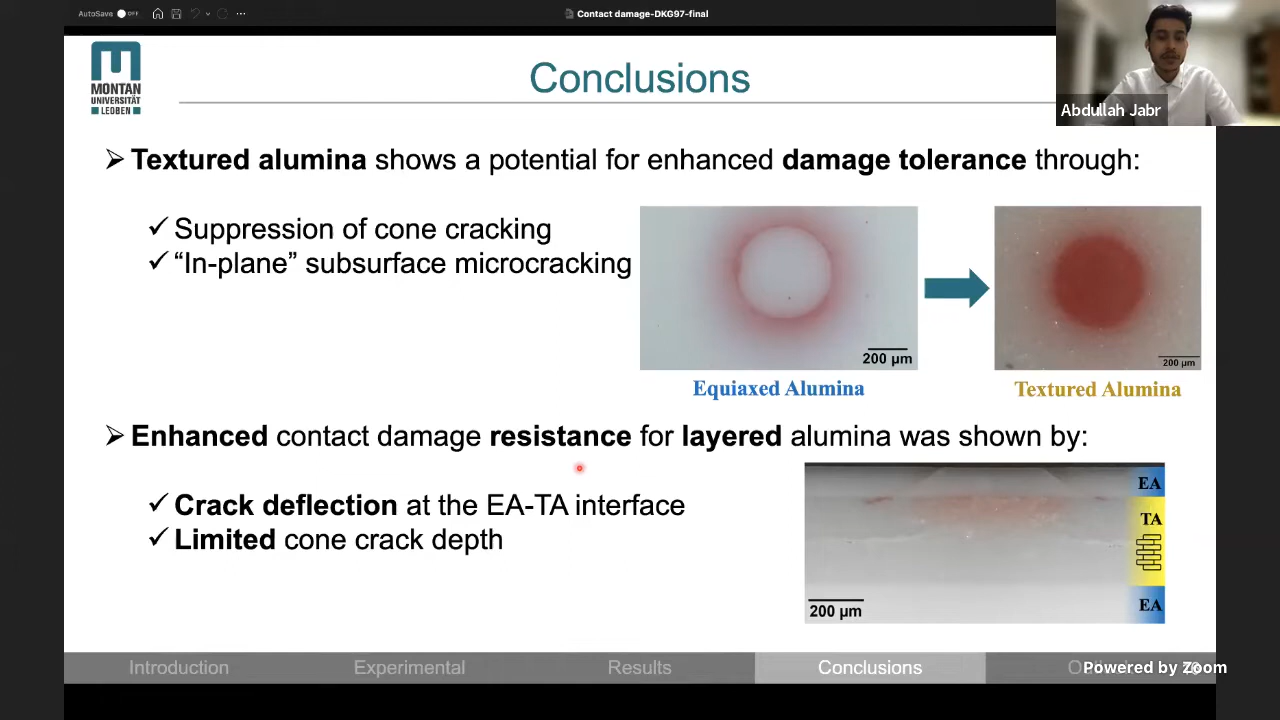 AutoSave OFF
Contact damage-DKG97-final
MONTAN
UNIVERSITÄT
LEOBEN
Conclusions
Abdullah Jabr
Textured alumina shows a potential for enhanced damage tolerance through:
✓ Suppression of cone cracking
✓ “In-plane” subsurface microcracking
200 µm
200 µm
Equiaxed Alumina
Textured Alumina
Enhanced contact damage resistance for layered alumina was shown by:
✓ Crack deflection at the EA-TA interface
✓ Limited cone crack depth
EA
TA
EA
200 µm
Introduction
Experimental
Results
Conclusions
Powered by Zoom